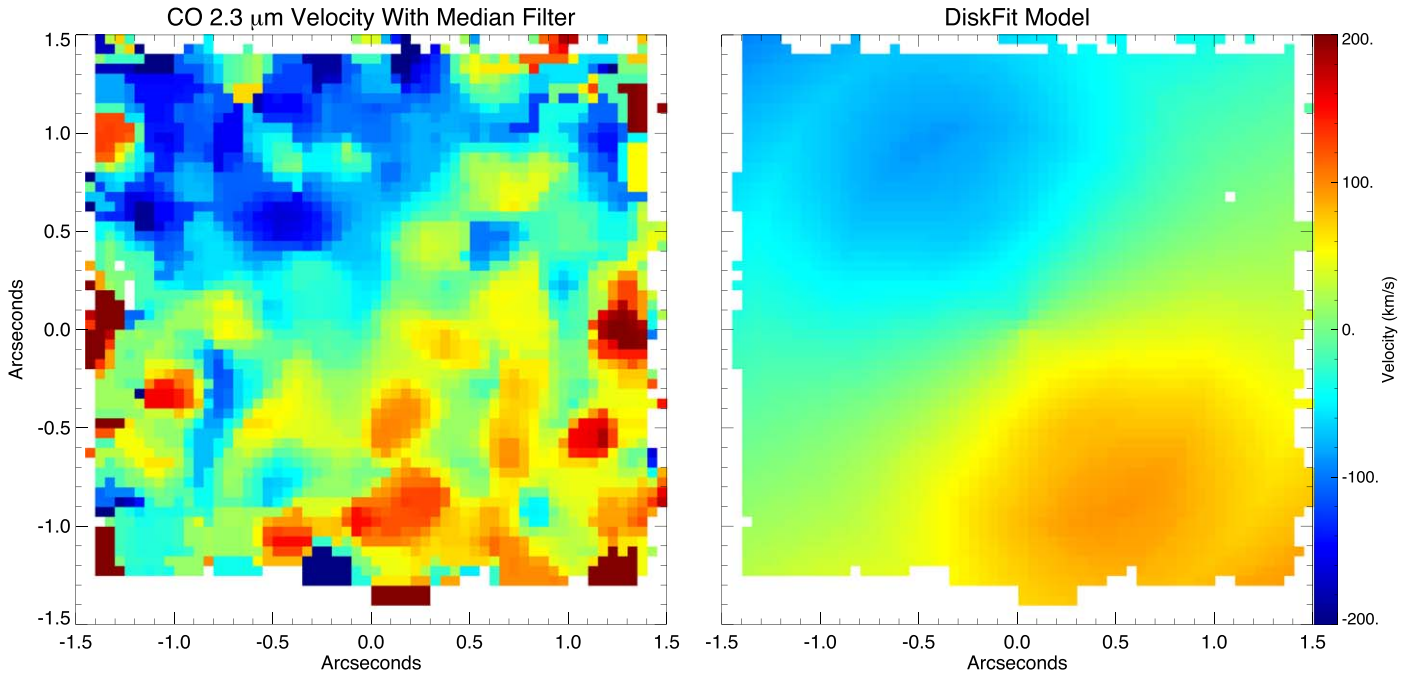 CO 2.3 μm Velocity With Median Filter
DiskFit Model
1.5
1.0
0.5
0.0
-0.5
-1.0
-1.5
Arcseconds
-1.5 -1.0 -0.5 0.0 0.5 1.0 1.5
Arcseconds
-1.5 -1.0 -0.5 0.0 0.5 1.0 1.5
Arcseconds
200.
100.
0.
-100.
-200.
Velocity (km/s)